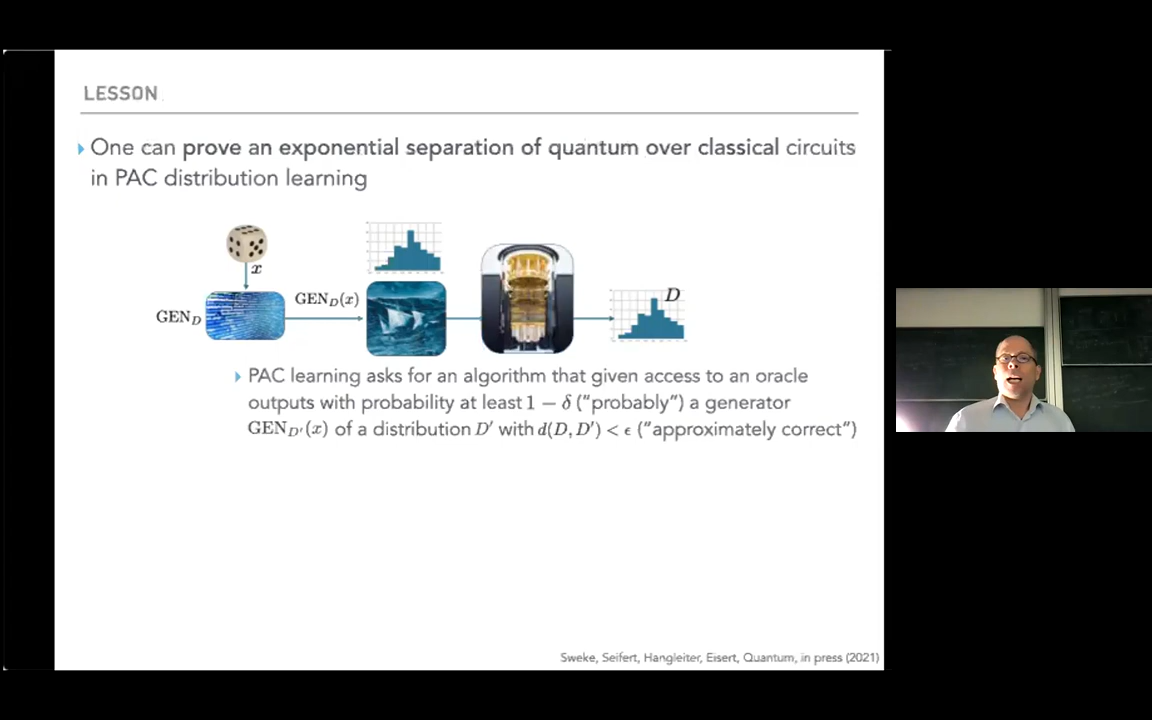 LESSON
One can prove an exponential separation of quantum over classical circuits
in PAC distribution learning
x
GEN_D
GEN_D(x)
D
PAC learning asks for an algorithm that given access to an oracle
outputs with probability at least 1 − δ (“probably”) a generator
GEN_D′(x) of a distribution D′ with d(D, D′) < ϵ (“approximately correct”)
Sweke, Seifert, Hangleiter, Eisert, Quantum, in press (2021)